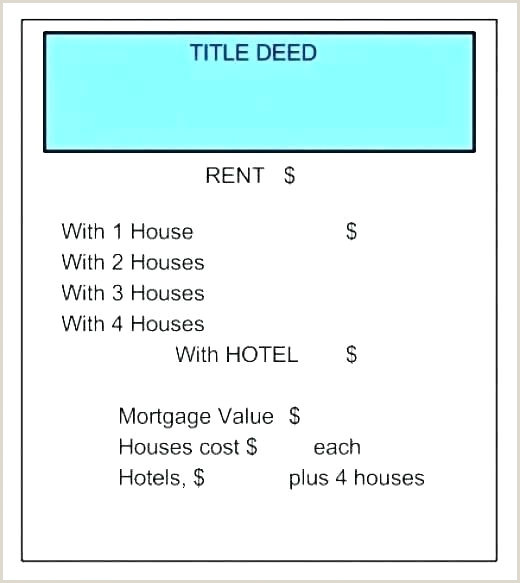 TITLE DEED
RENT $
With 1 House $
With 2 Houses
With 3 Houses
With 4 Houses
With HOTEL $
Mortgage Value $
Houses cost $ each
Hotels, $ plus 4 houses